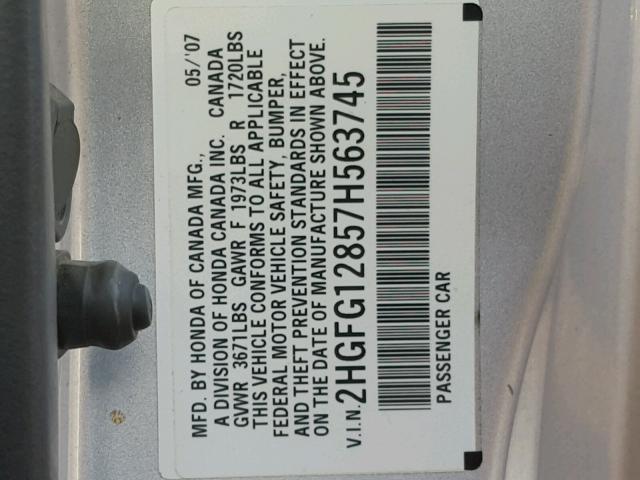 MFD. BY HONDA OF CANADA MFG., 05/'07
A DIVISION OF HONDA CANADA INC. CANADA
GVWR 3671LBS GAWR F 1973LBS R 1720LBS
THIS VEHICLE CONFORMS TO ALL APPLICABLE
FEDERAL MOTOR VEHICLE SAFETY, BUMPER,
AND THEFT PREVENTION STANDARDS IN EFFECT
ON THE DATE OF MANUFACTURE SHOWN ABOVE.
V.I.N. 2HGFG12857H563745
PASSENGER CAR